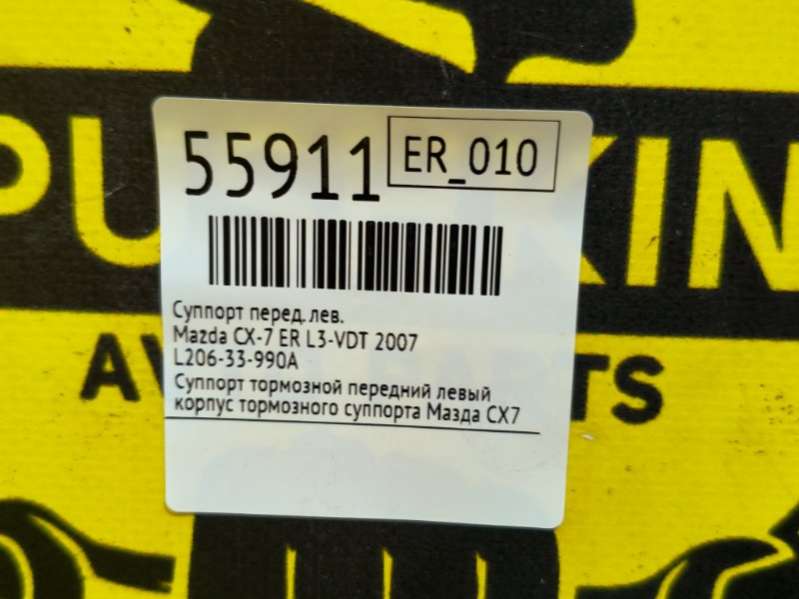 55911
ER_010
Суппорт перед. лев.
Mazda CX-7 ER L3-VDT 2007
L206-33-990A
Суппорт тормозной передний левый
корпус тормозного суппорта Мазда CX7